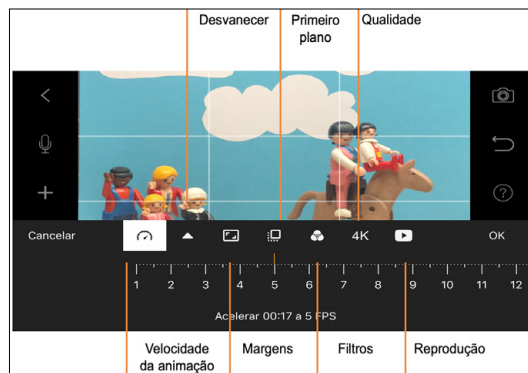 Desvanecer Primeiro plano Qualidade
Cancelar 4K OK
1 2 3 4 5 6 7 8 9 10 11 12
Acelerar 00:17 a 5 FPS
Velocidade da animação Margens Filtros Reprodução